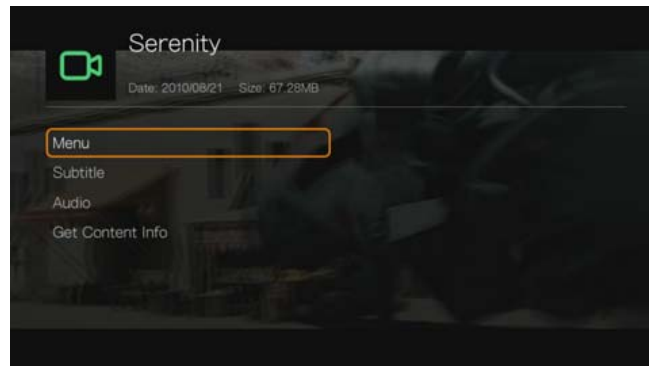 Serenity
Date: 2010/08/21 Size: 67.28MB
Menu
Subtitle
Audio
Get Content Info